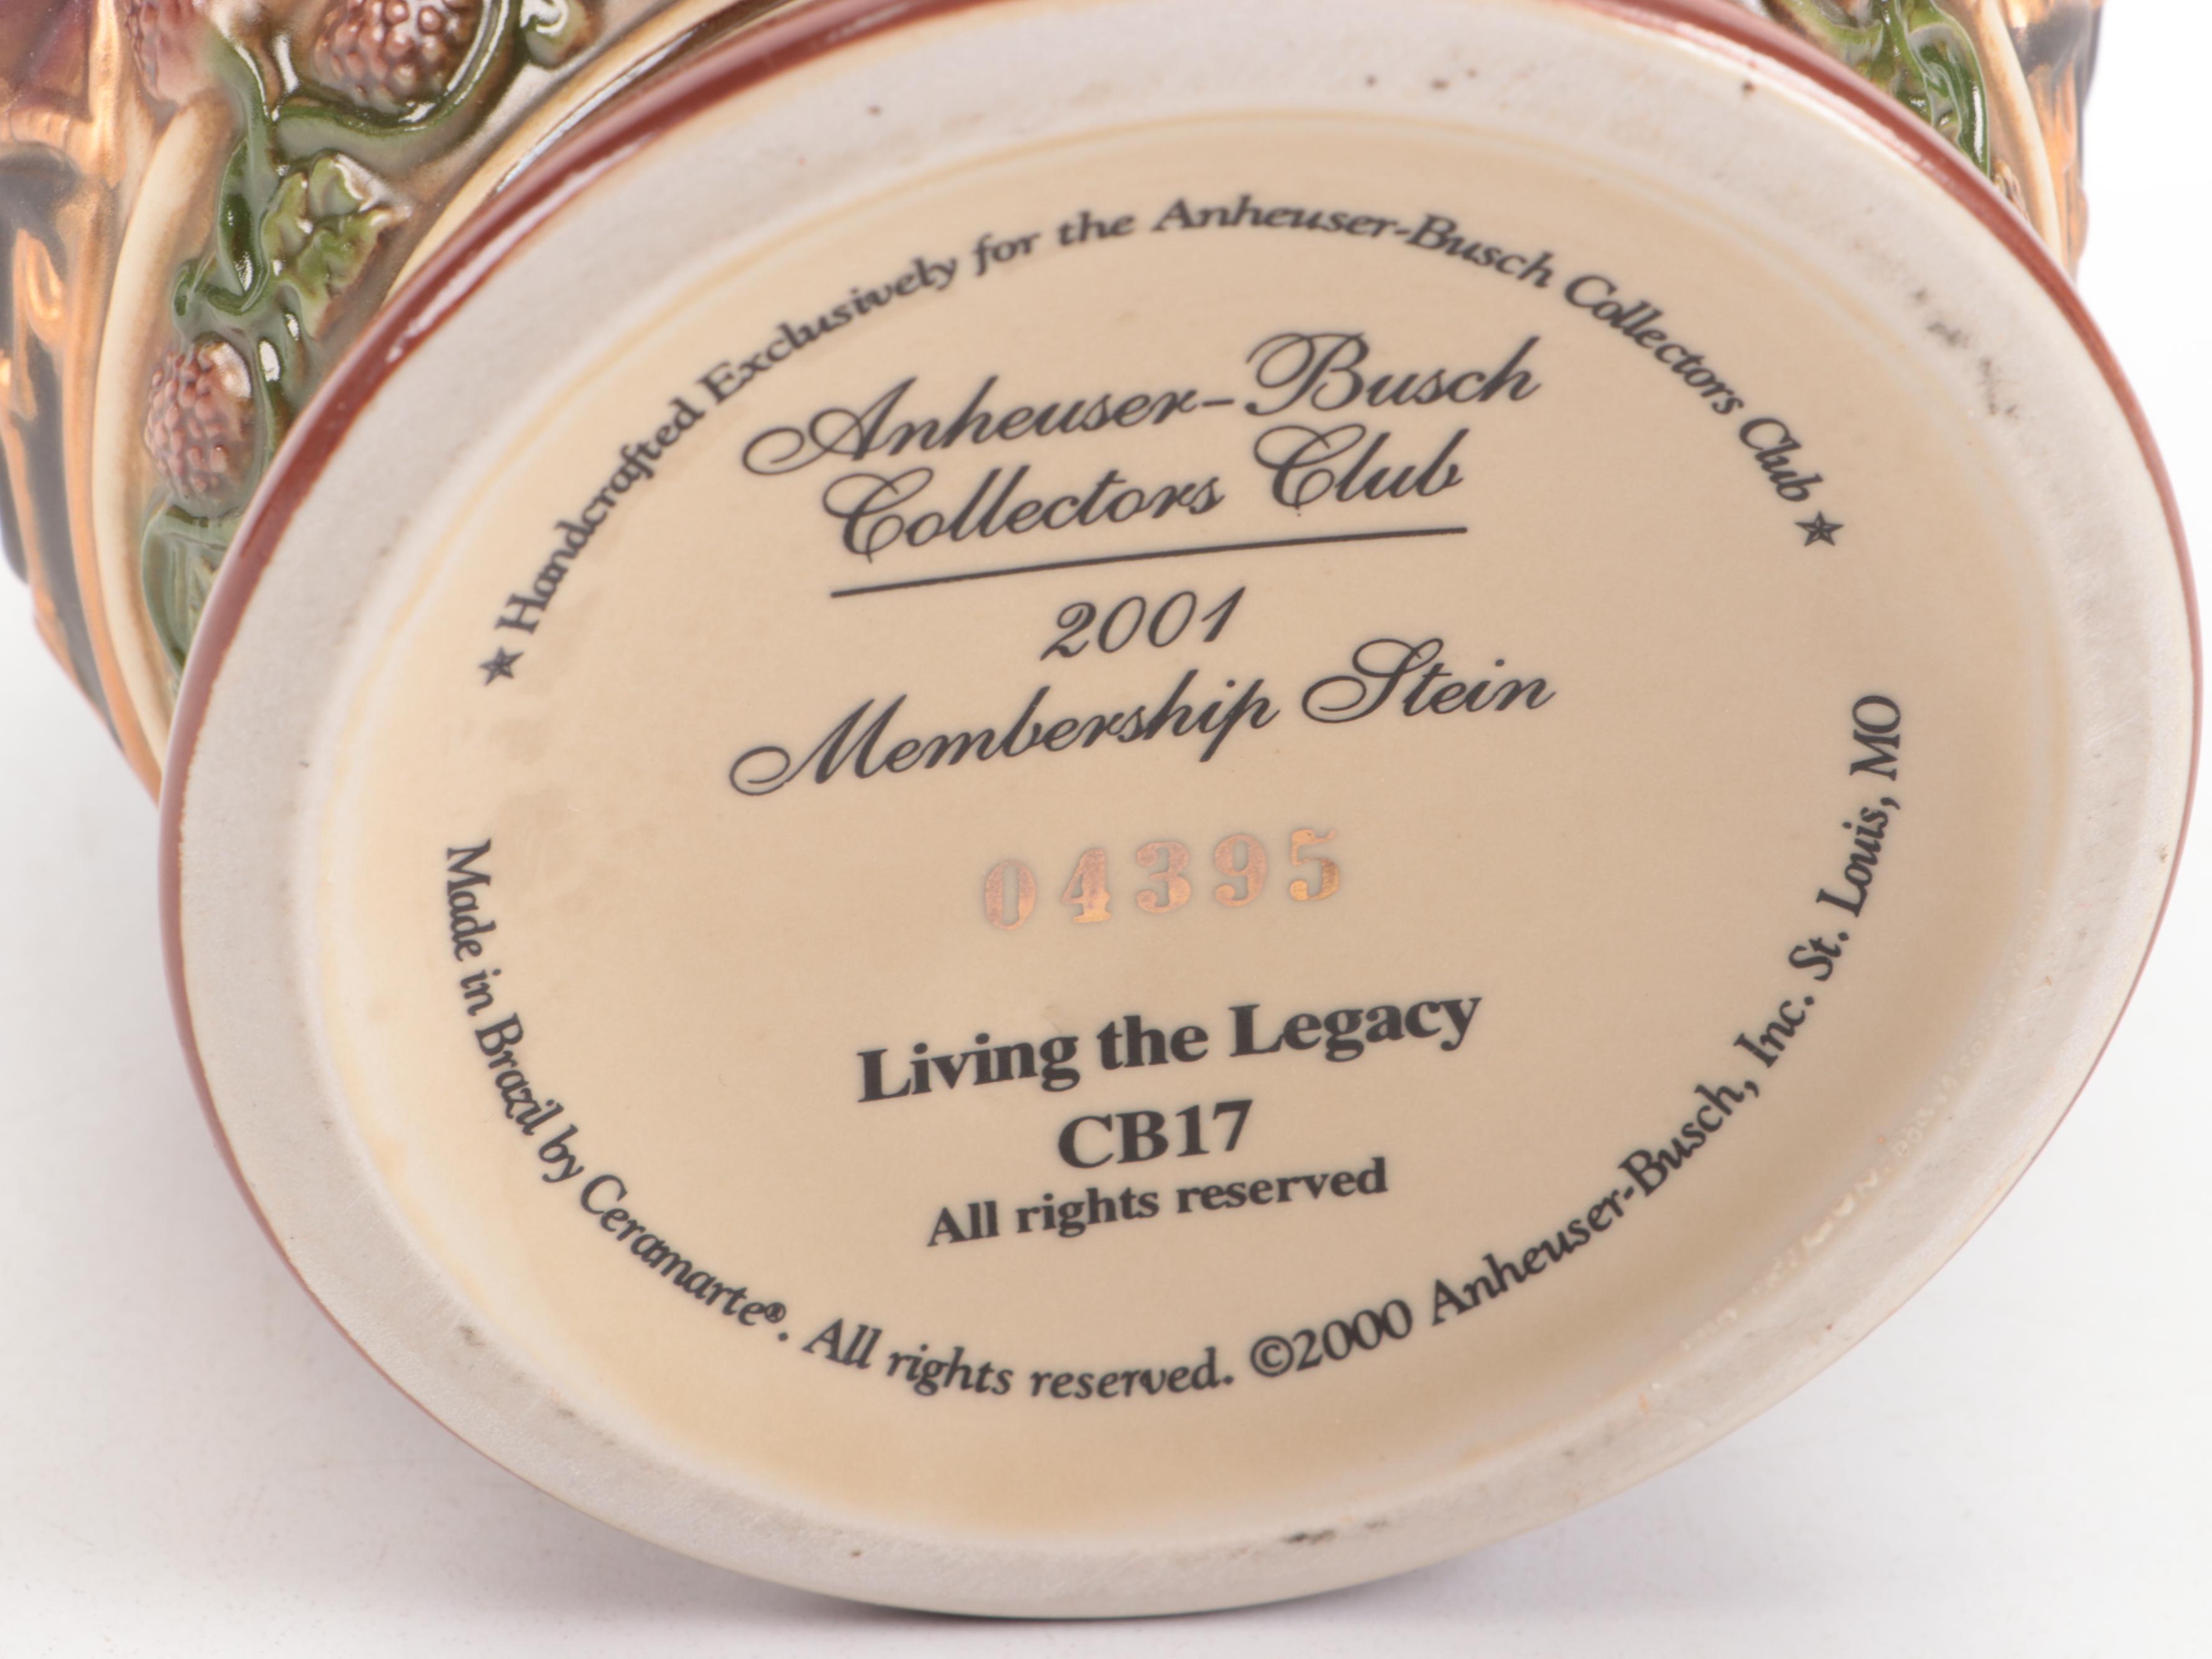 ★ Handcrafted Exclusively for the Anheuser-Busch Collectors Club ★
Anheuser-Busch
Collectors Club
2001
Membership Stein
04395
Living the Legacy
CB17
All rights reserved
Made in Brazil by Ceramarte®. All rights reserved. ©2000 Anheuser-Busch, Inc. St. Louis, MO